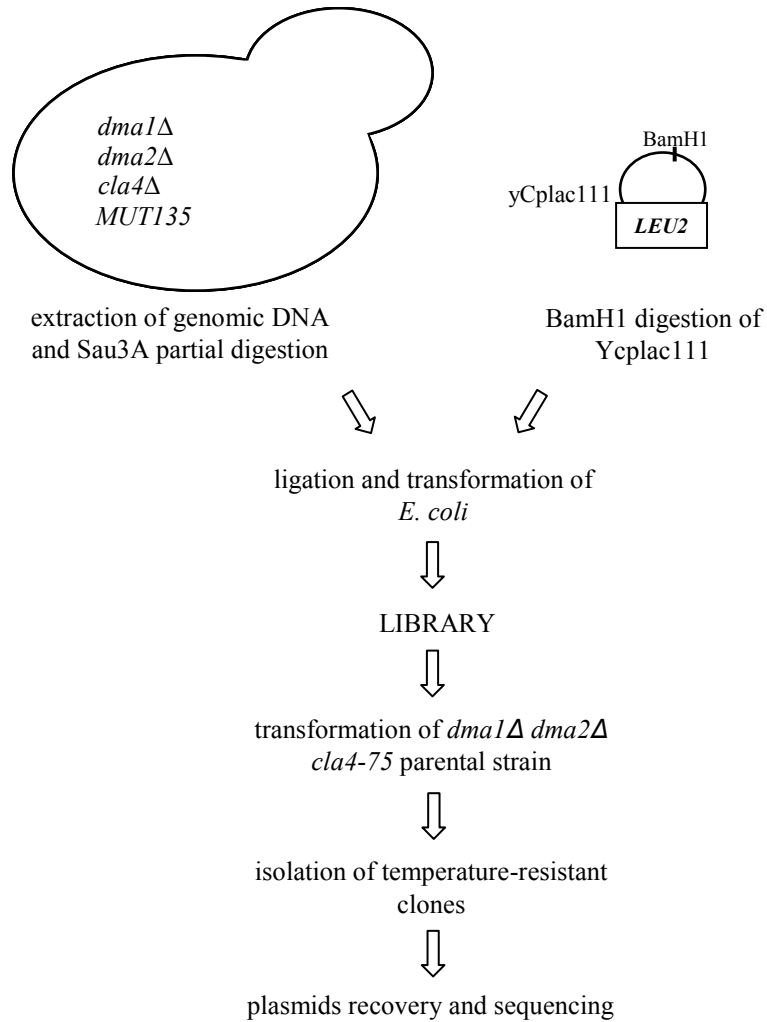 dma1Δ
dma2Δ
cla4Δ
MUT135
BamH1
yCplac111
LEU2
extraction of genomic DNA
and Sau3A partial digestion
BamH1 digestion of
Ycplac111
ligation and transformation of
E. coli
LIBRARY
transformation of dma1Δ dma2Δ
cla4-75 parental strain
isolation of temperature-resistant
clones
plasmids recovery and sequencing